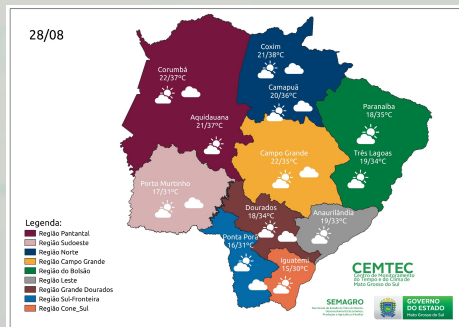 28/08
Coxim
21/38°C
Corumbá
22/37°C
Camapuã
20/36°C
Paranaíba
18/35°C
Aquidauana
21/37°C
Campo Grande
22/35°C
Três Lagoas
19/34°C
Porto Murtinho
17/31°C
Dourados
18/34°C
Anaurilândia
19/33°C
Ponta Porã
16/31°C
Iguatemi
15/30°C
Legenda:
Região Pantantal
Região Sudoeste
Região Norte
Região Campo Grande
Região do Bolsão
Região Leste
Região Grande Dourados
Região Sul-Fronteira
Região Cone_Sul
CEMTEC
Centro de Monitoramento
do Tempo e do Clima de
Mato Grosso do Sul
SEMAGRO
GOVERNO
DO ESTADO
Mato Grosso do Sul